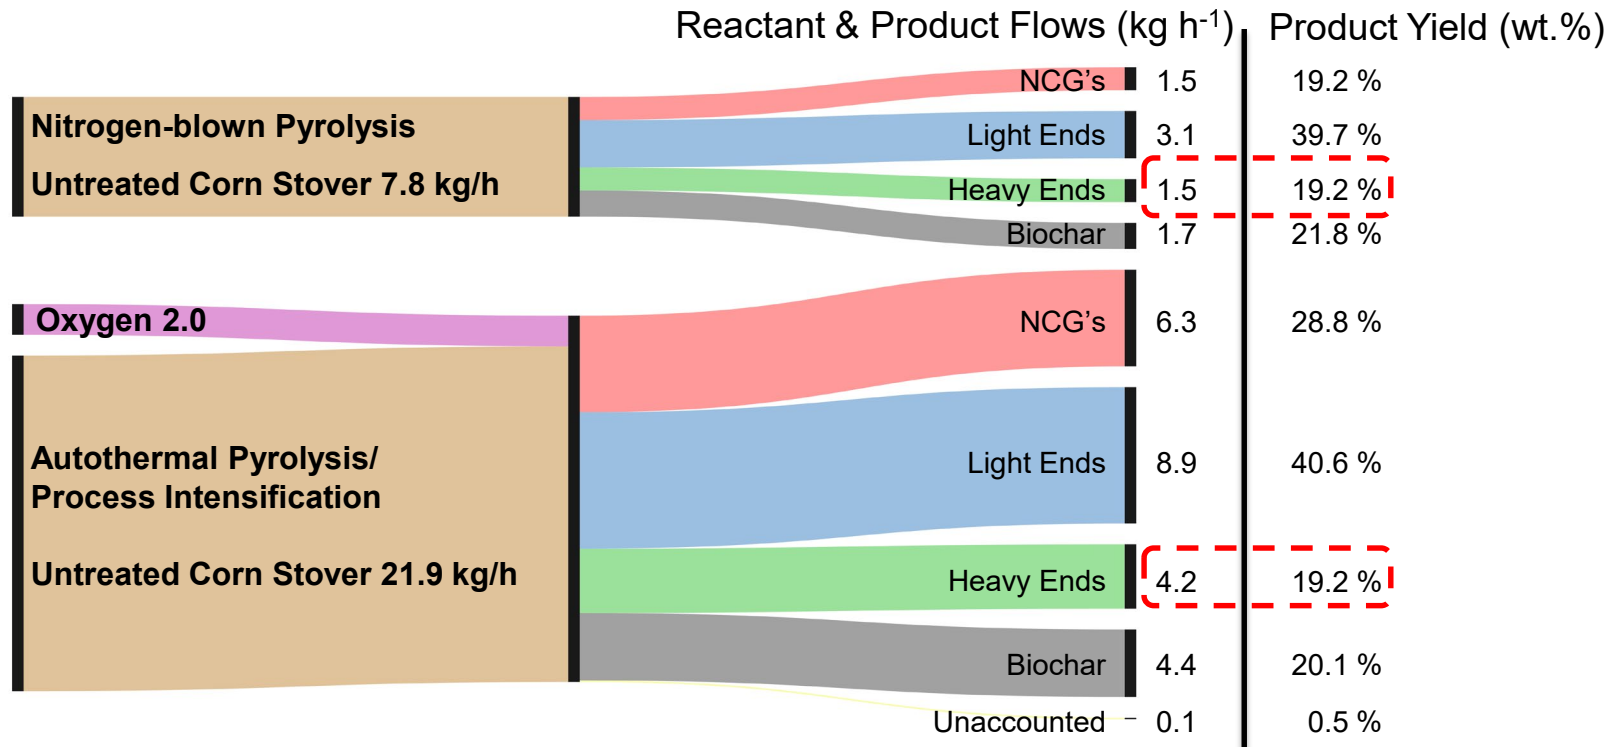 Reactant & Product Flows (kg h-1) Product Yield (wt.%)
NCG's 1.5 19.2 %
Nitrogen-blown Pyrolysis
Light Ends 3.1 39.7 %
Untreated Corn Stover 7.8 kg/h
Heavy Ends 1.5 19.2 %
Biochar 1.7 21.8 %
Oxygen 2.0
NCG's 6.3 28.8 %
Autothermal Pyrolysis/
Process Intensification
Light Ends 8.9 40.6 %
Untreated Corn Stover 21.9 kg/h
Heavy Ends 4.2 19.2 %
Biochar 4.4 20.1 %
Unaccounted 0.1 0.5 %